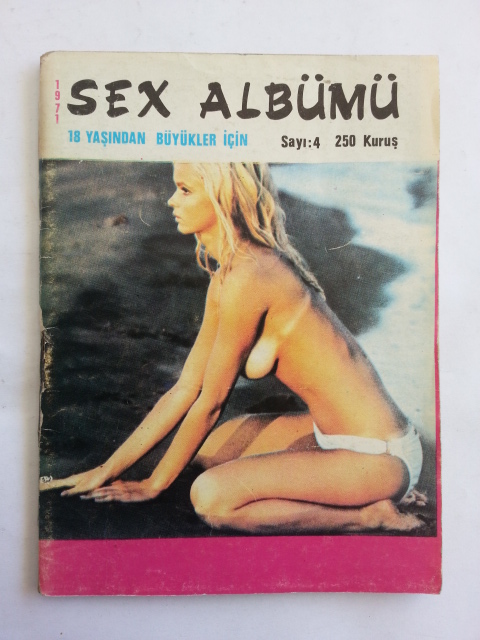 1971
SEX ALBÜMÜ
18 YAŞINDAN BÜYÜKLER İÇİN Sayı:4 250 Kuruş